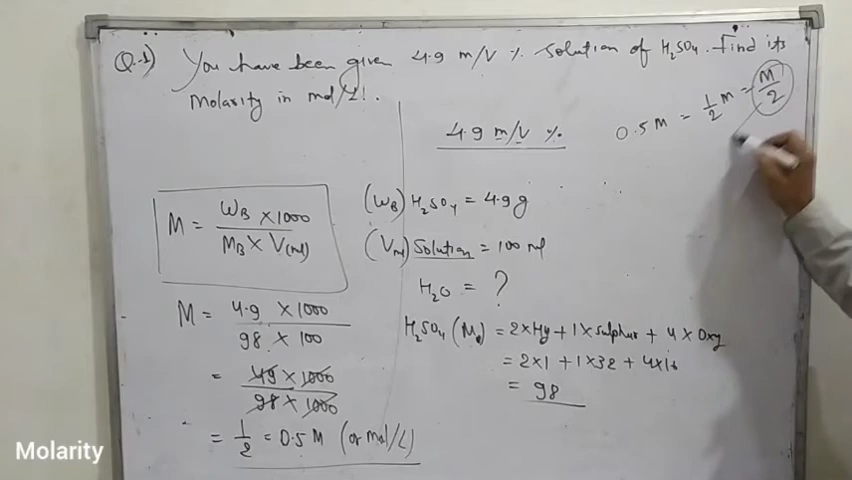 Q.1) You have been given 4.9 m/V % solution of H2SO4. Find its
Molarity in mol/L!.
4.9 m/V %
0.5 M = 1/2 M = M/2
M = WB × 1000 / MB × V(ml)
(WB) H2SO4 = 4.9 g
(Vml) Solution = 100 ml
H2O = ?
M = 4.9 × 1000 / 98 × 100
H2SO4 (MB) = 2×Hy + 1×Sulphur + 4×Oxy
= 2×1 + 1×32 + 4×16
= 98
= 49 × 1000 / 98 × 1000
= 1/2 = 0.5 M (or mol/L)
Molarity